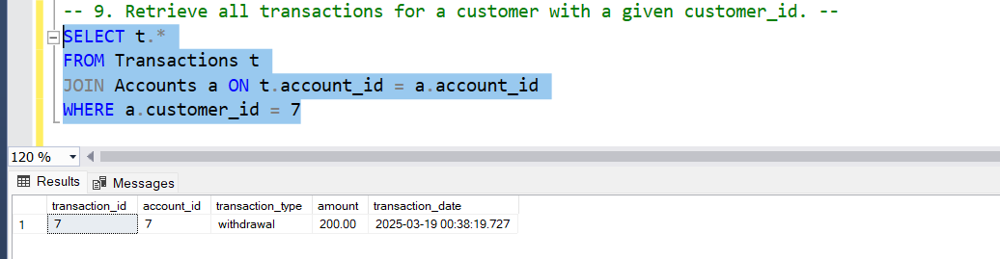 -- 9. Retrieve all transactions for a customer with a given customer_id. --
SELECT t.*
FROM Transactions t
JOIN Accounts a ON t.account_id = a.account_id
WHERE a.customer_id = 7
120 %
Results Messages
transaction_id account_id transaction_type amount transaction_date
1 7 7 withdrawal 200.00 2025-03-19 00:38:19.727